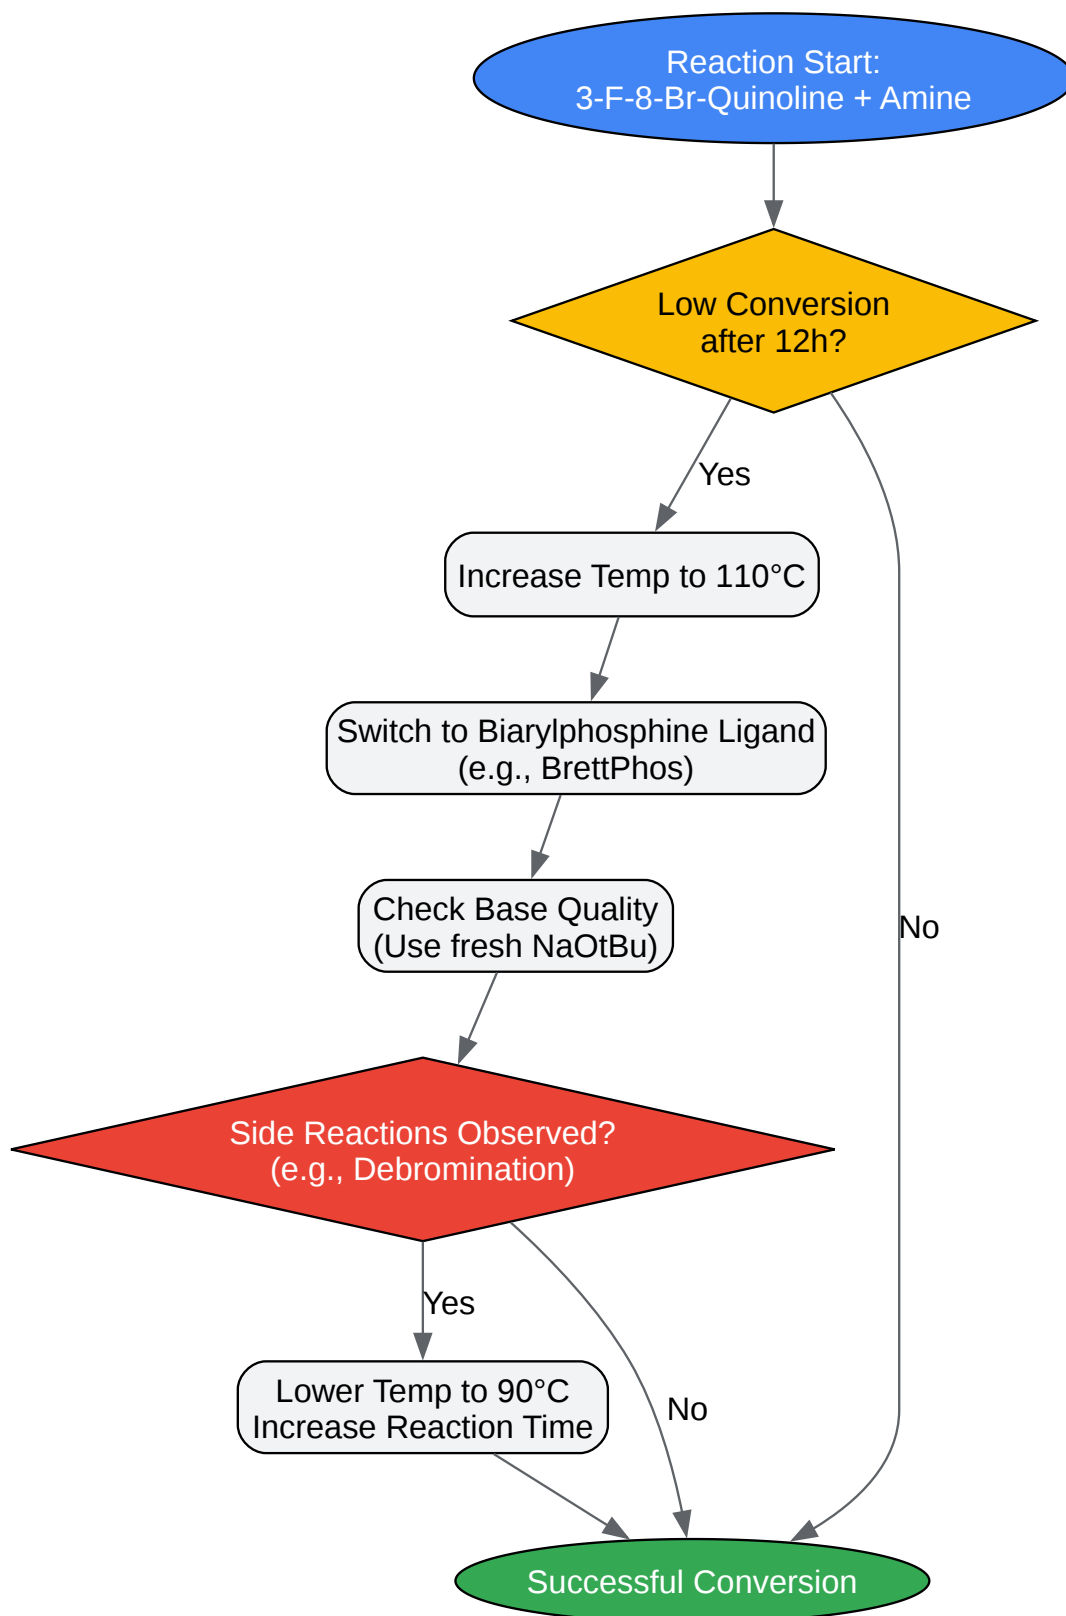 Reaction Start:
3-F-8-Br-Quinoline + Amine
Low Conversion
after 12h?
Yes
Increase Temp to 110°C
Switch to Biarylphosphine Ligand
(e.g., BrettPhos)
Check Base Quality
(Use fresh NaOtBu)
No
Side Reactions Observed?
(e.g., Debromination)
Yes
Lower Temp to 90°C
Increase Reaction Time
No
Successful Conversion